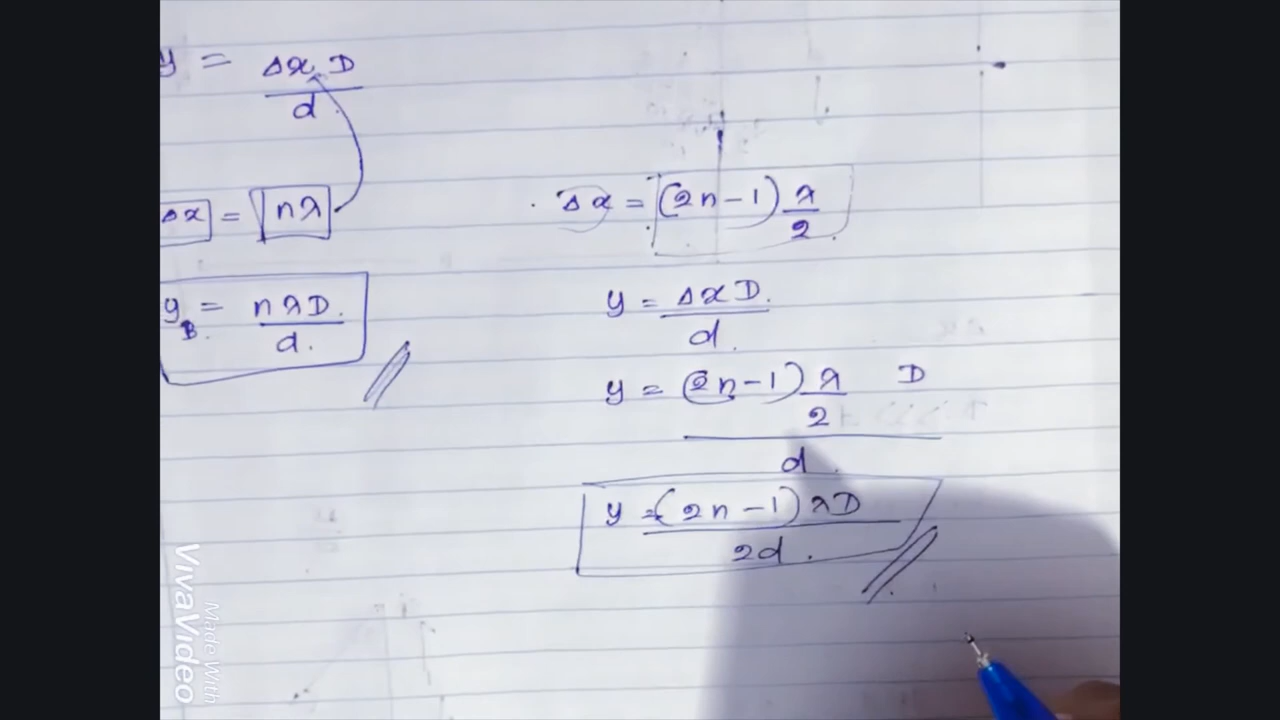 y = Δx D / d
Δx = nλ
y_B = nλD. / d.
Δx = (2n-1) λ/2
y = Δx D. / d.
y = (2n-1) λ/2 D / d.
y = (2n-1) λD / 2d.
Made With
VivaVideo